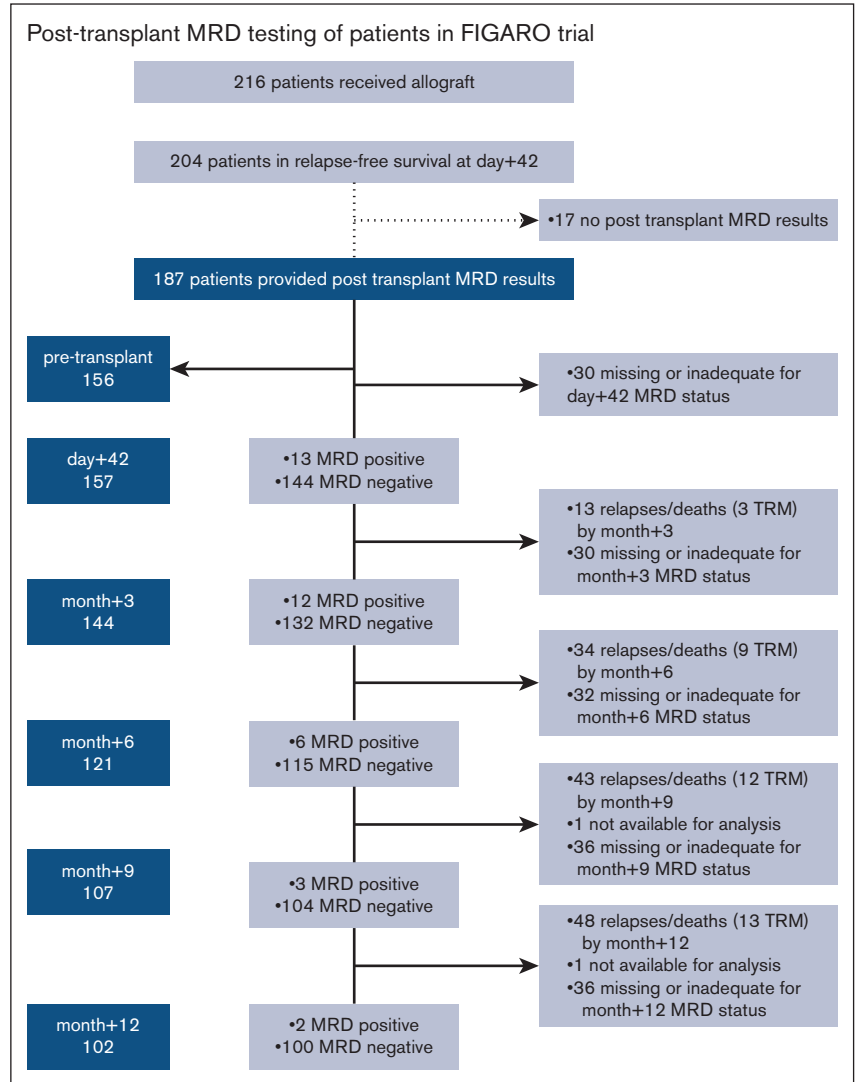 Post-transplant MRD testing of patients in FIGARO trial
216 patients received allograft
204 patients in relapse-free survival at day+42
•17 no post transplant MRD results
187 patients provided post transplant MRD results
pre-transplant
156
•30 missing or inadequate for
day+42 MRD status
day+42
157
•13 MRD positive
•144 MRD negative
•13 relapses/deaths (3 TRM)
by month+3
•30 missing or inadequate for
month+3 MRD status
month+3
144
•12 MRD positive
•132 MRD negative
•34 relapses/deaths (9 TRM)
by month+6
•32 missing or inadequate for
month+6 MRD status
month+6
121
•6 MRD positive
•115 MRD negative
•43 relapses/deaths (12 TRM)
by month+9
•1 not available for analysis
•36 missing or inadequate for
month+9 MRD status
month+9
107
•3 MRD positive
•104 MRD negative
•48 relapses/deaths (13 TRM)
by month+12
•1 not available for analysis
•36 missing or inadequate for
month+12 MRD status
month+12
102
•2 MRD positive
•100 MRD negative